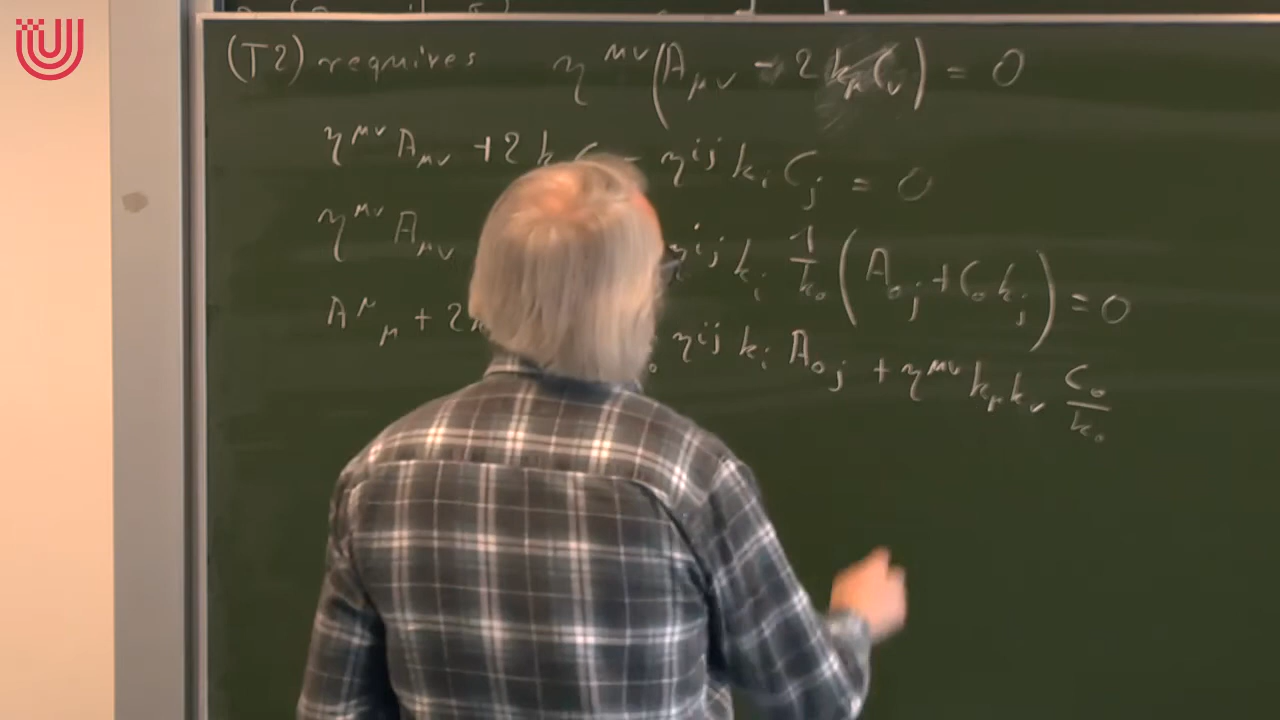 (T2) requires η^{μν}(A_{μν} - 2 k_μ C_ν) = 0
η^{μν} A_{μν} + 2 k C - η^{ij} k_i C_j = 0
η^{μν} A_{μν} η^{ij} k_i \frac{1}{k_0} (A_{0j} + C_0 k_j) = 0
A^μ_μ + 2 η^{ij} k_i A_{0j} + η^{μν} k_μ k_ν \frac{C_0}{k_0}